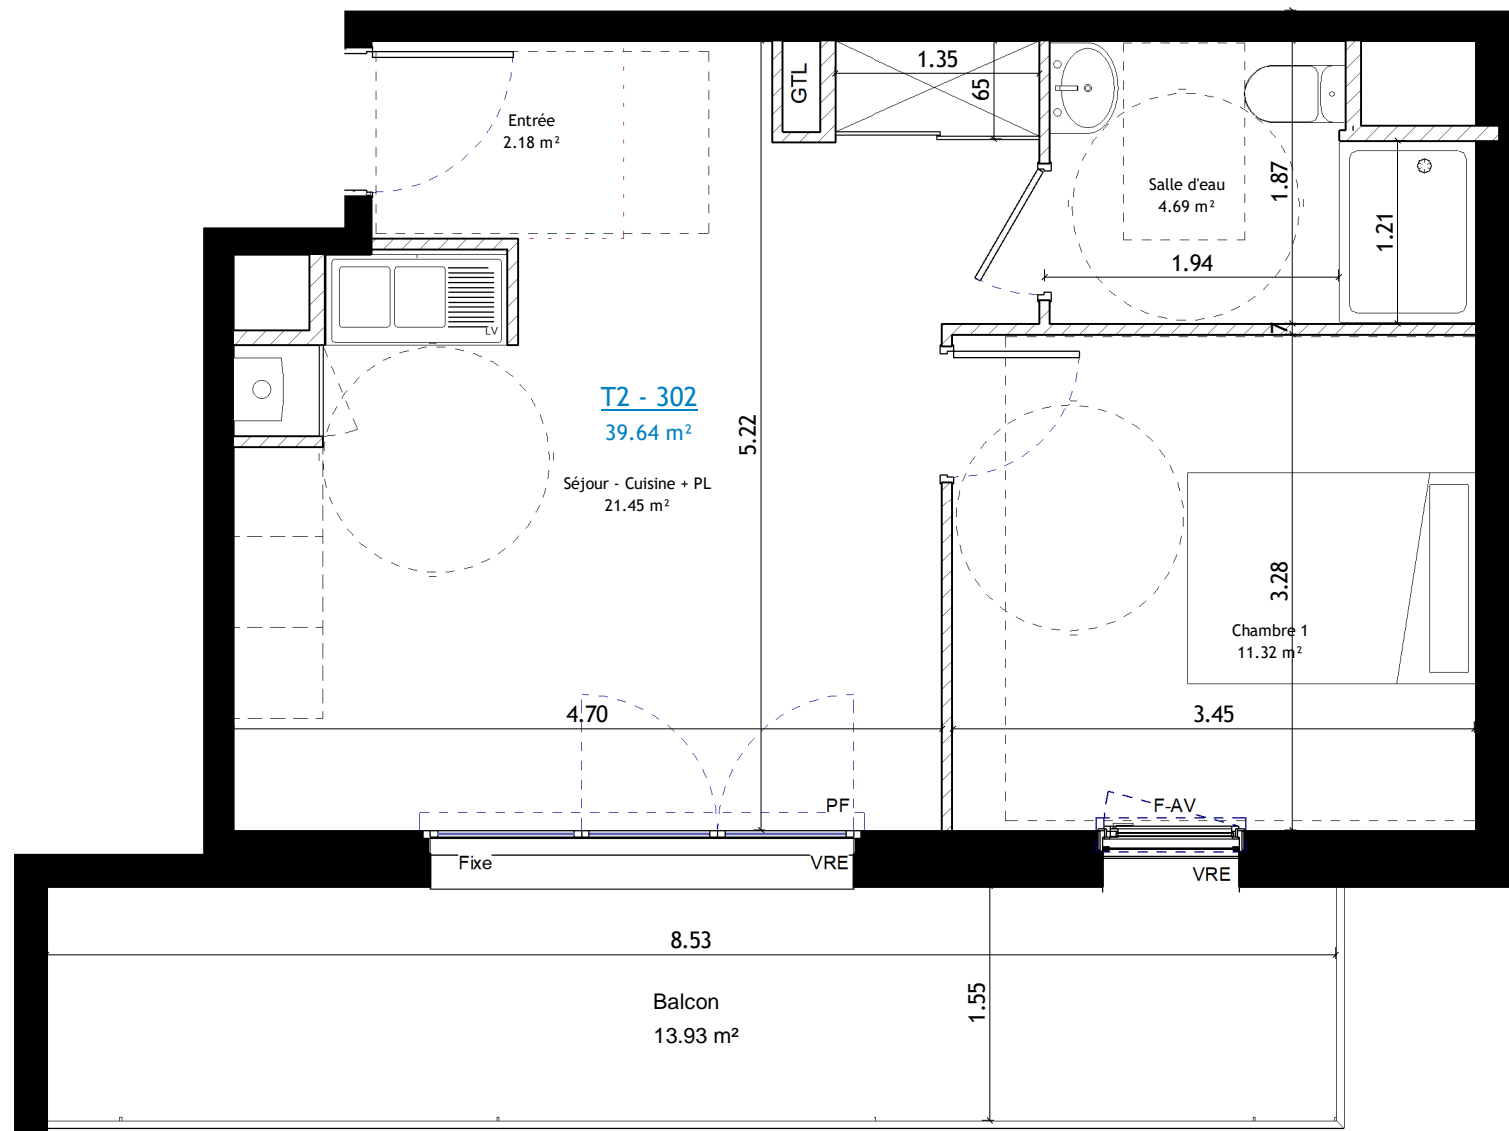 GTL
1.35
65
Entrée
2.18 m²
Salle d'eau
4.69 m²
1.87
1.21
1.94
LV
7
T2 - 302
39.64 m²
5.22
Séjour - Cuisine + PL
21.45 m²
3.28
Chambre 1
11.32 m²
4.70
3.45
PF
F-AV
Fixe
VRE
VRE
8.53
Balcon
13.93 m²
1.55